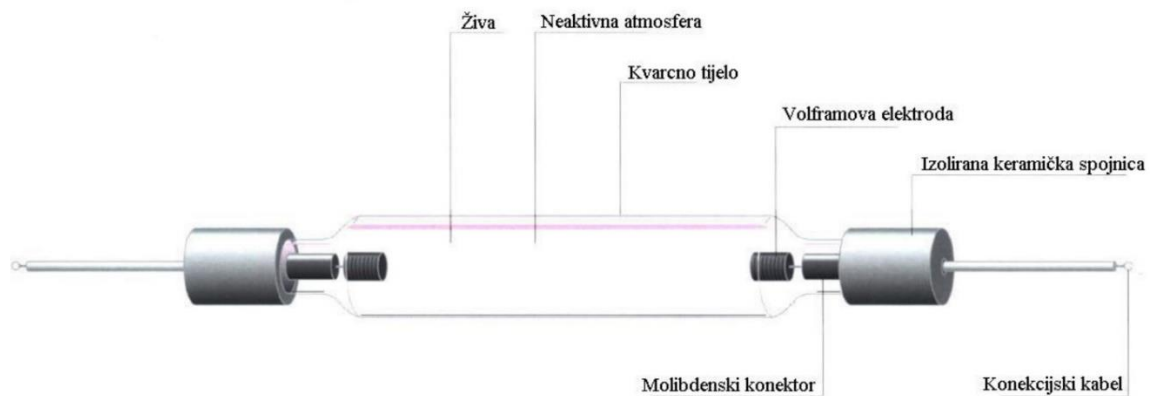 Živa
Neaktivna atmosfera
Kvarcno tijelo
Volframova elektroda
Izolirana keramička spojnica
Molibdenski konektor
Konekcijski kabel